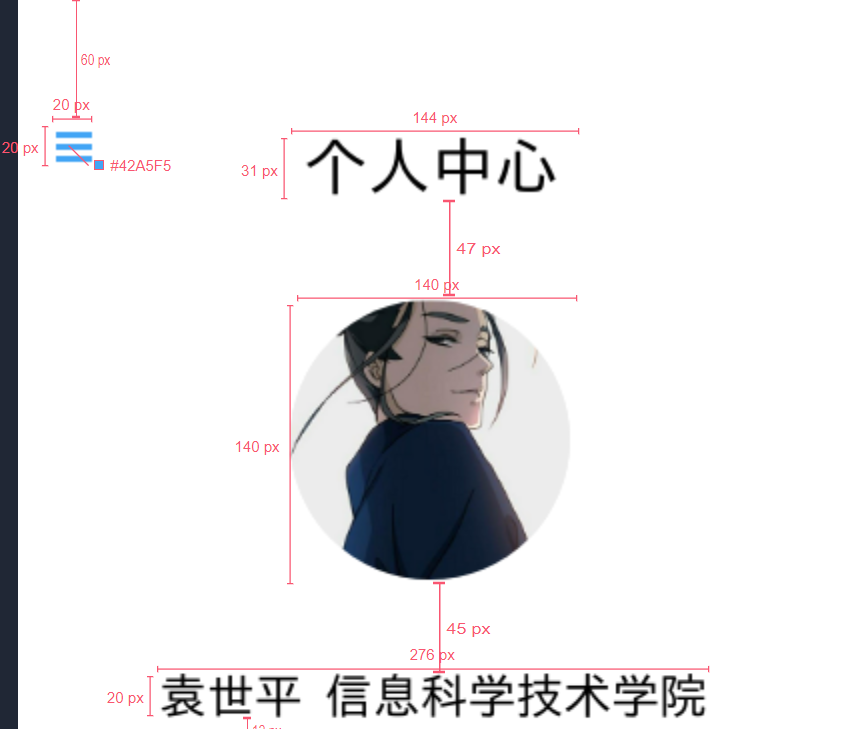 60 px
20 px
144 px
20 px
#42A5F5
31 px
个人中心
47 px
140 px
140 px
45 px
276 px
20 px
袁世平 信息科学技术学院